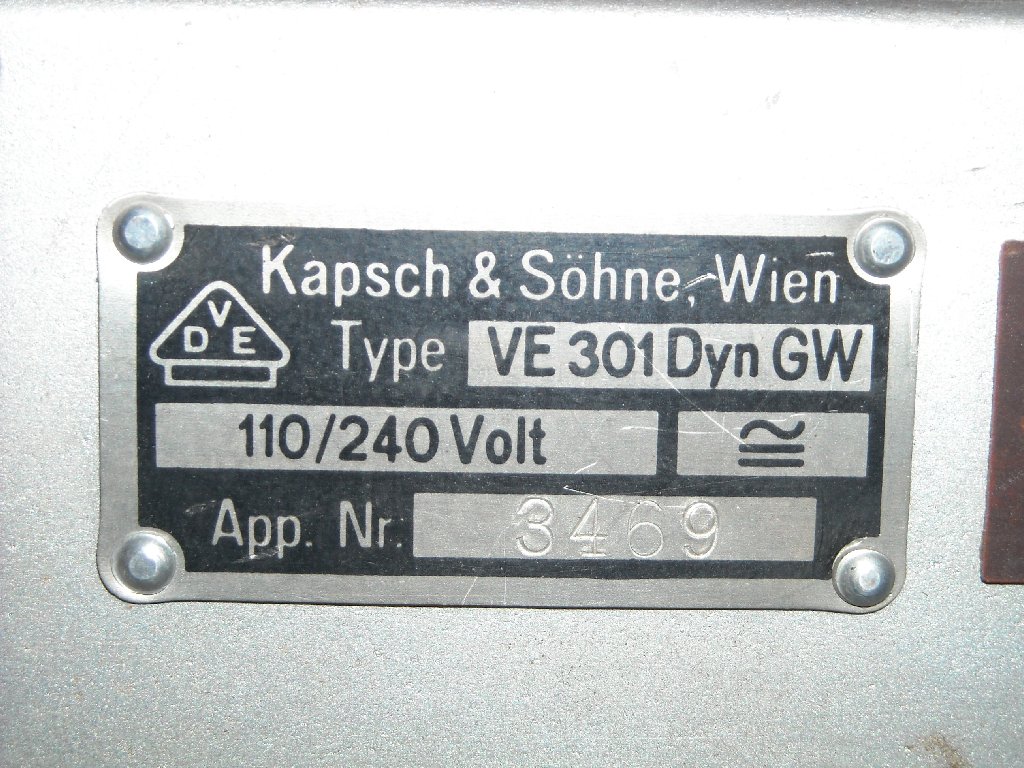 Kapsch & Söhne, Wien
VDE
Type VE 301 Dyn GW
110/240 Volt ≅
App. Nr. 3469